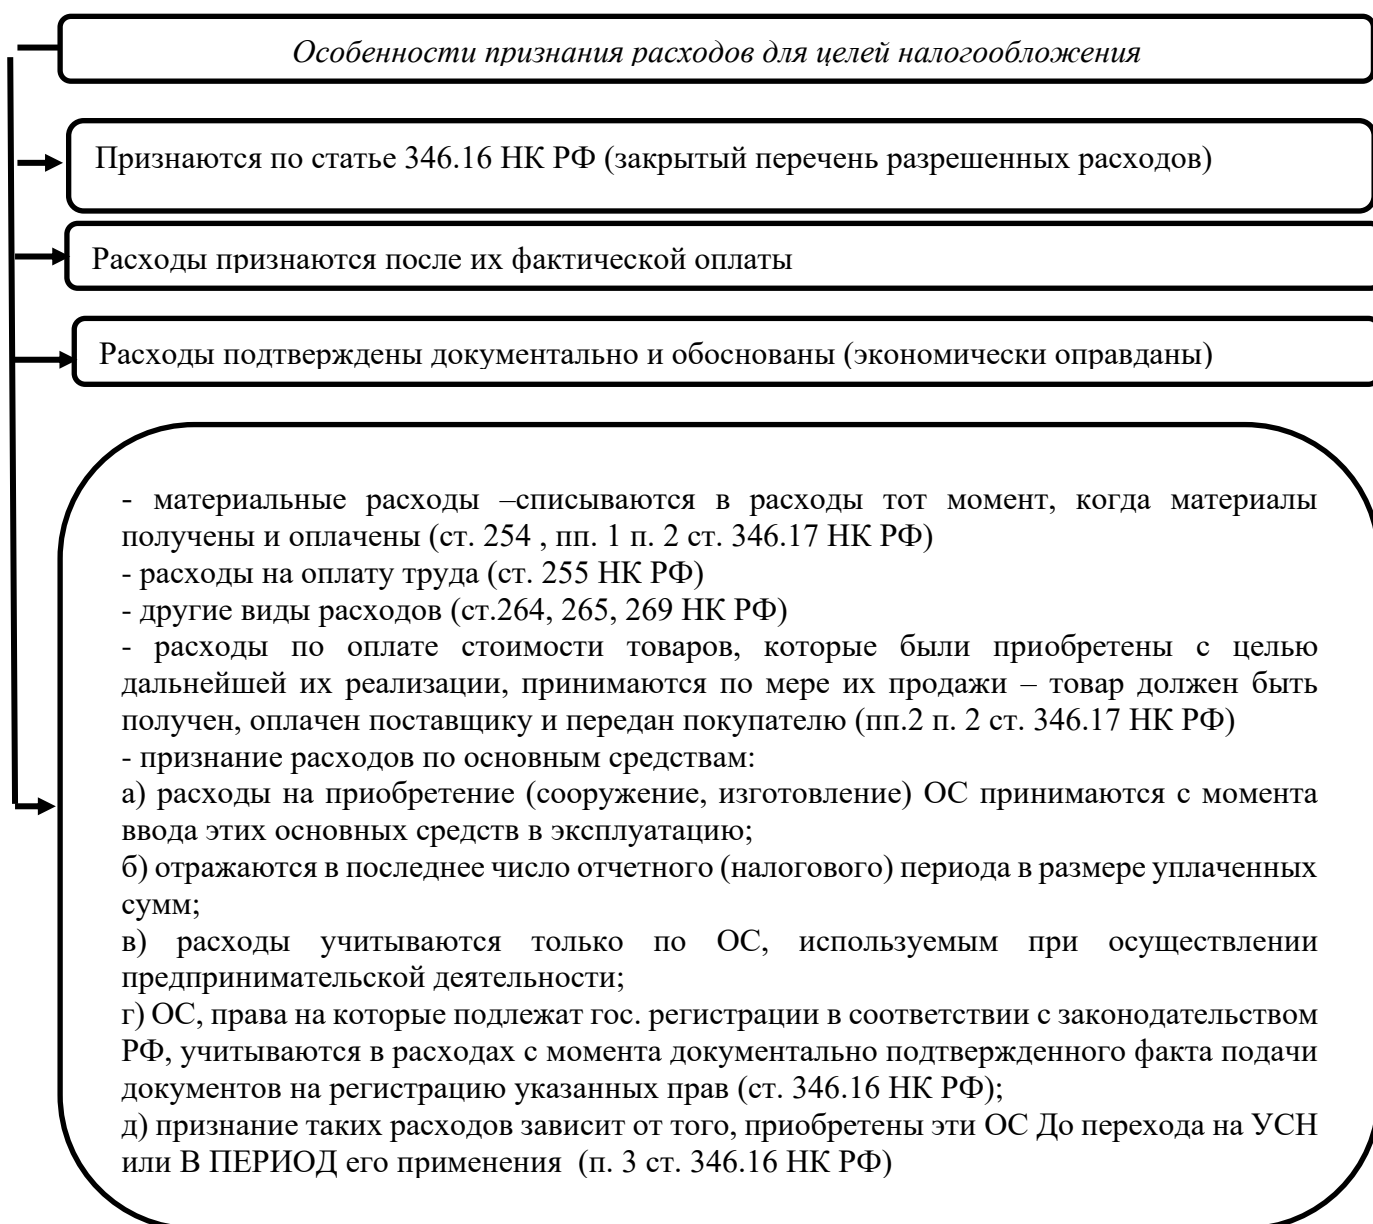 Особенности признания расходов для целей налогообложения
Признаются по статье 346.16 НК РФ (закрытый перечень разрешенных расходов)
Расходы признаются после их фактической оплаты
Расходы подтверждены документально и обоснованы (экономически оправданы)
- материальные расходы –списываются в расходы тот момент, когда материалы
получены и оплачены (ст. 254 , пп. 1 п. 2 ст. 346.17 НК РФ)
- расходы на оплату труда (ст. 255 НК РФ)
- другие виды расходов (ст.264, 265, 269 НК РФ)
- расходы по оплате стоимости товаров, которые были приобретены с целью
дальнейшей их реализации, принимаются по мере их продажи – товар должен быть
получен, оплачен поставщику и передан покупателю (пп.2 п. 2 ст. 346.17 НК РФ)
- признание расходов по основным средствам:
а) расходы на приобретение (сооружение, изготовление) ОС принимаются с момента
ввода этих основных средств в эксплуатацию;
б) отражаются в последнее число отчетного (налогового) периода в размере уплаченных
сумм;
в) расходы учитываются только по ОС, используемым при осуществлении
предпринимательской деятельности;
г) ОС, права на которые подлежат гос. регистрации в соответствии с законодательством
РФ, учитываются в расходах с момента документально подтвержденного факта подачи
документов на регистрацию указанных прав (ст. 346.16 НК РФ);
д) признание таких расходов зависит от того, приобретены эти ОС До перехода на УСН
или В ПЕРИОД его применения (п. 3 ст. 346.16 НК РФ)